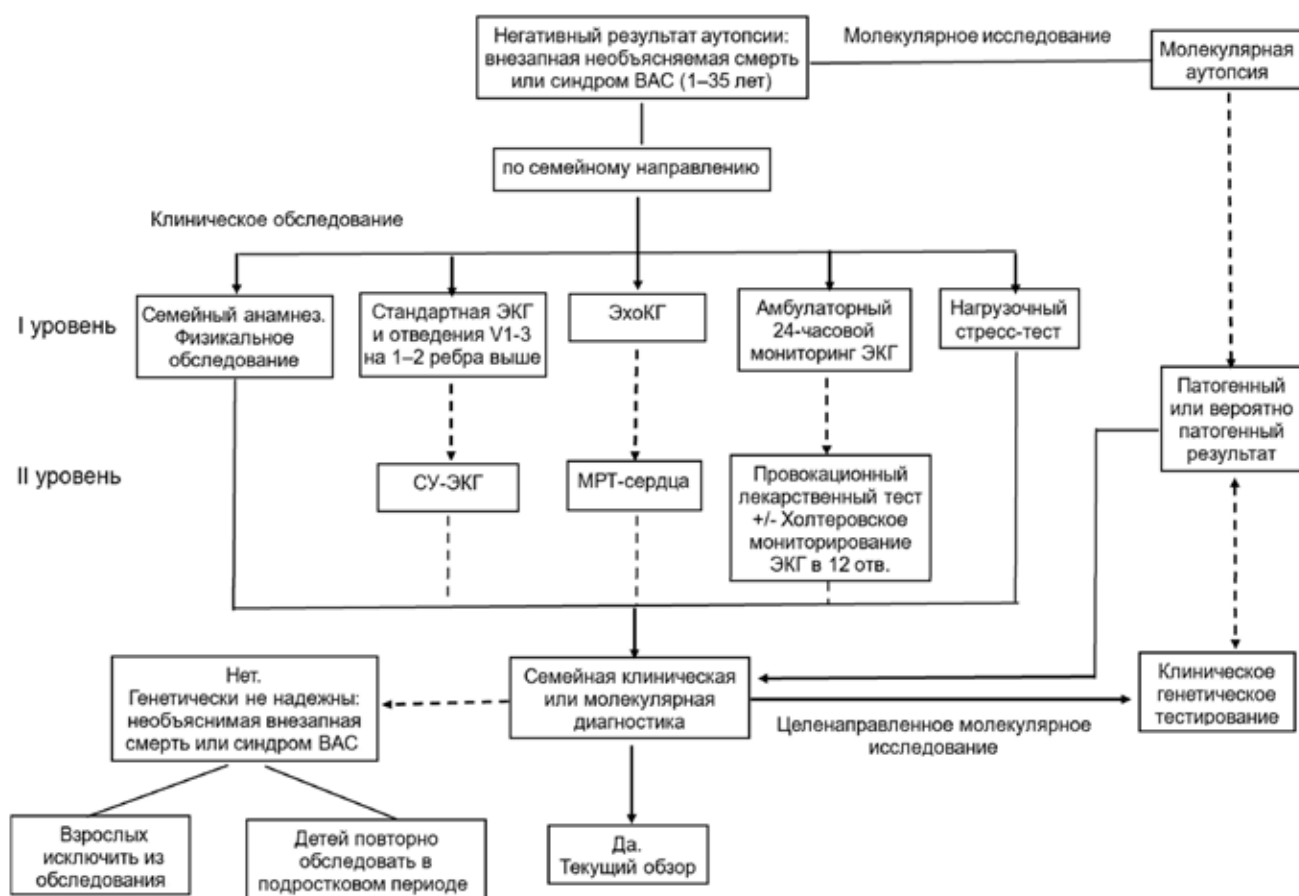 Негативный результат аутопсии:
внезапная необъясняемая смерть
или синдром ВАС (1–35 лет)
Молекулярное исследование
Молекулярная
аутопсия
по семейному направлению
Клиническое обследование
I уровень
Семейный анамнез.
Физикальное
обследование
Стандартная ЭКГ
и отведения V1-3
на 1–2 ребра выше
ЭхоКГ
Амбулаторный
24-часовой
мониторинг ЭКГ
Нагрузочный
стресс-тест
Патогенный
или вероятно
патогенный
результат
II уровень
СУ-ЭКГ
МРТ-сердца
Провокационный
лекарственный тест
+/- Холтеровское
мониторирование
ЭКГ в 12 отв.
Нет.
Генетически не надежны:
необъяснимая внезапная
смерть или синдром ВАС
Семейная клиническая
или молекулярная
диагностика
Целенаправленное молекулярное
исследование
Клиническое
генетическое
тестирование
Взрослых
исключить из
обследования
Детей повторно
обследовать в
подростковом периоде
Да.
Текущий обзор